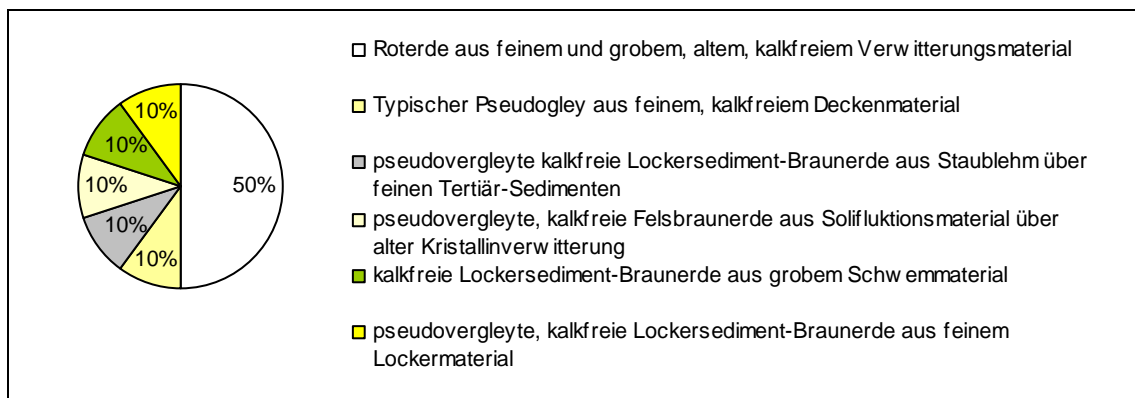 Roterde aus feinem und grobem, altem, kalkfreiem Verwitterungsmaterial
10%
Typischer Pseudogley aus feinem, kalkfreiem Deckenmaterial
10%
pseudovergleyte kalkfreie Lockersediment-Braunerde aus Staublehm über
feinen Tertiär-Sedimenten
10%
50%
pseudovergleyte, kalkfreie Felsbraunerde aus Solifluktionsmaterial über
alter Kristallinverwitterung
10%
10%
kalkfreie Lockersediment-Braunerde aus grobem Schwemmaterial
pseudovergleyte, kalkfreie Lockersediment-Braunerde aus feinem
Lockermaterial